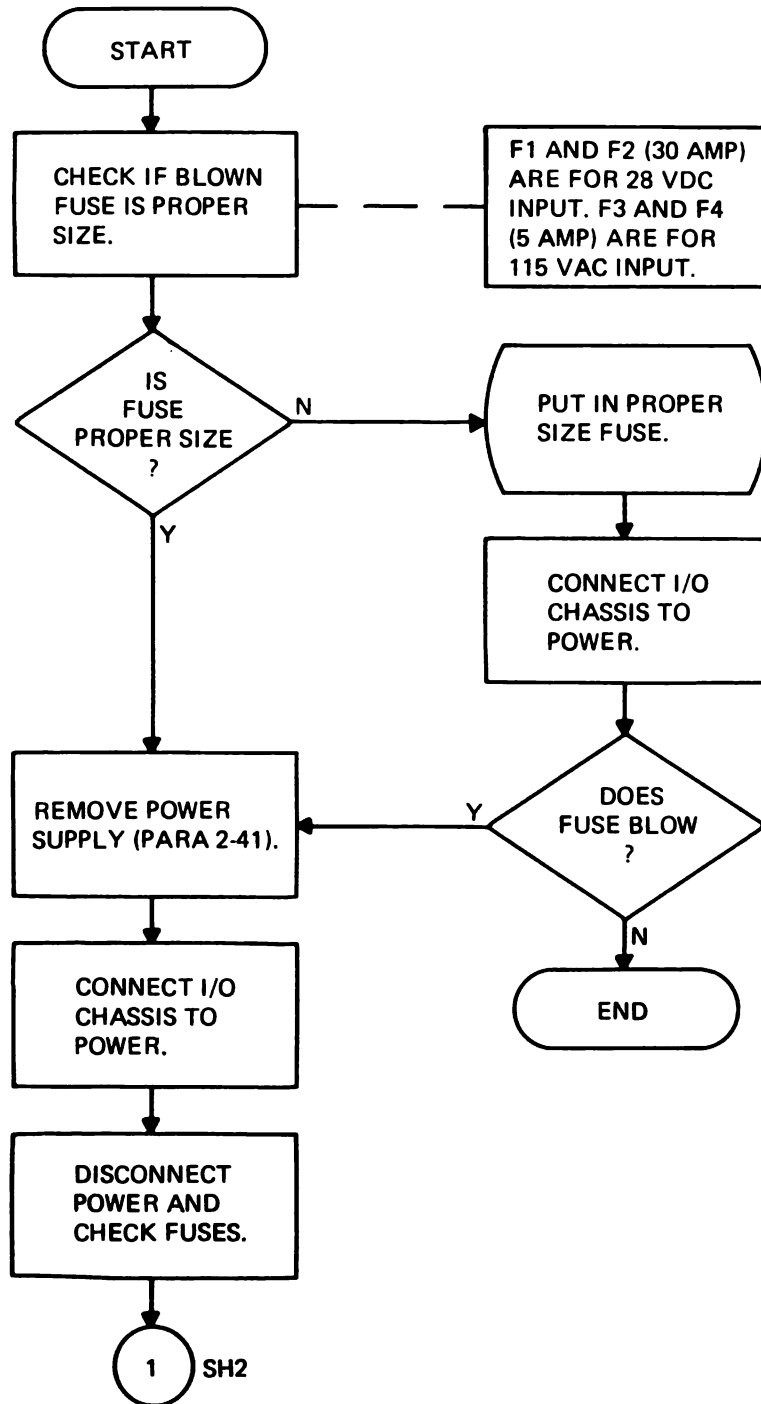 START
CHECK IF BLOWN
FUSE IS PROPER
SIZE.
F1 AND F2 (30 AMP)
ARE FOR 28 VDC
INPUT. F3 AND F4
(5 AMP) ARE FOR
115 VAC INPUT.
IS
FUSE
PROPER SIZE
?
N
Y
PUT IN PROPER
SIZE FUSE.
CONNECT I/O
CHASSIS TO
POWER.
DOES
FUSE BLOW
?
Y
N
END
REMOVE POWER
SUPPLY (PARA 2-41).
CONNECT I/O
CHASSIS TO
POWER.
DISCONNECT
POWER AND
CHECK FUSES.
1 SH2